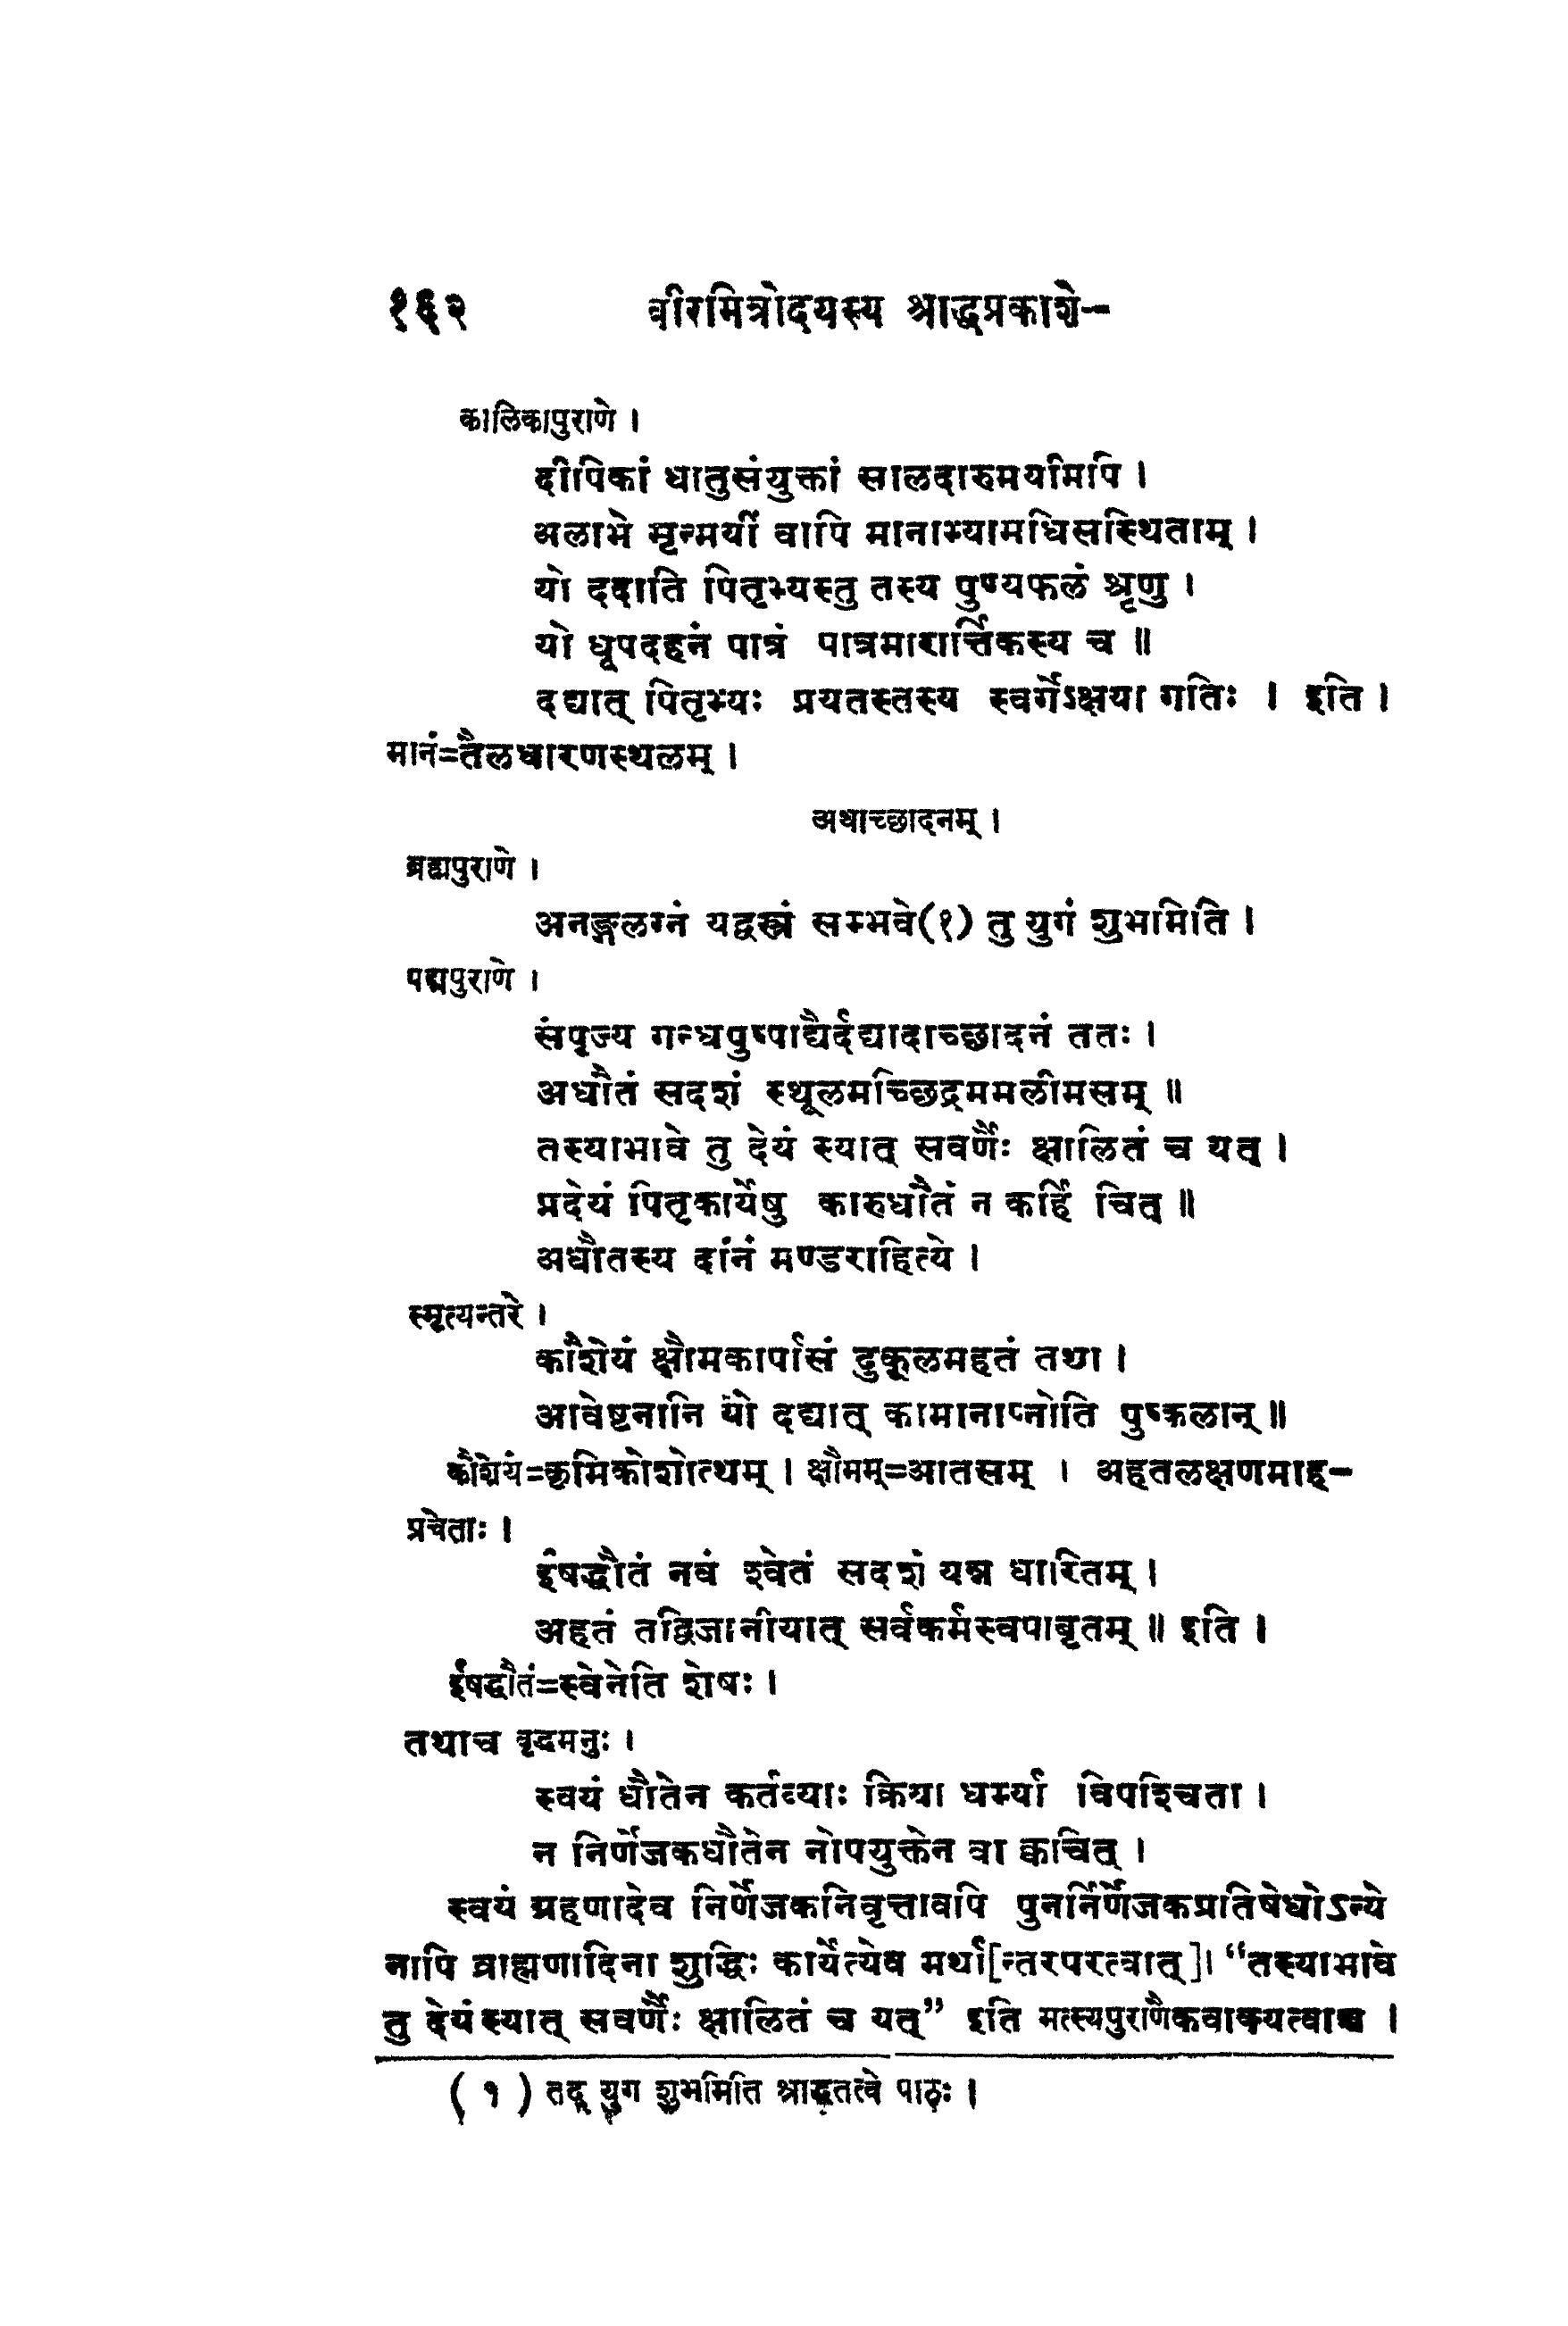 १६२ वीरमित्रोदयस्य श्राद्धप्रकाशे-
कालिकापुराणे ।
दीपिकां धातुसंयुक्तां सालदारुमयमिपि ।
अलाभे मृन्मयीं वापि मानाभ्यामधिसस्थिताम् ।
यो ददाति पितृभ्यस्तु तस्य पुण्यफलं श्रृणु ।
यो धूपदहनं पात्रं पात्रमारार्त्तिकस्य च ॥
दद्यात् पितृभ्यः प्रयतस्तस्य स्वर्गेऽक्षया गतिः । इति ।
मानं=तैलधारणस्थलम् ।
अथाच्छादनम् ।
ब्रह्मपुराणे ।
अनङ्गलग्नं यद्वस्त्रं सम्भवे(१) तु युगं शुभमिति ।
पद्मपुराणे ।
संपूज्य गन्धपुष्पाद्यैर्दद्यादाच्छादनं ततः ।
अधौतं सदशं स्थूलमच्छिद्रममलीमसम् ॥
तस्याभावे तु देयं स्यात् सवर्णैः क्षालितं च यत् ।
प्रदेयं पितृकार्येषु कारुधौतं न कर्हि चित् ॥
अधौतस्य दानं मण्डराहित्ये ।
स्मृत्यन्तरे ।
कौशेयं क्षौमकार्पासं दुकूलमहतं तथा ।
आवेष्टनानि यो दद्यात् कामानाप्नोति पुष्कलान् ॥
कौशेयं=कृमिकोशोत्थम् । क्षौमम्=आतसम् । अहतलक्षणमाह-
प्रचेताः ।
ईषद्धौतं नवं श्वेतं सदशं यन्न धारितम् ।
अहतं तद्विजानीयात् सर्वकर्मस्वपावृतम् ॥ इति ।
ईषद्धौतं=स्वेनेति शेषः ।
तथाच वृद्धमनुः ।
स्वयं धौतेन कर्तव्याः क्रिया धर्म्या विपश्चिता ।
न निर्णेजकधौतेन नोपयुक्तेन वा क्वचित् ।
स्वयं ग्रहणादेव निर्णेजकनिवृत्तावपि पुनर्निर्णेजकप्रतिषेधोऽन्ये
नापि ब्राह्मणादिना शुद्धिः कार्येत्येव मर्था[न्तरपरत्वात्]। “तस्याभावे
तु देयंस्यात् सवर्णैः क्षालितं च यत्” इति मत्स्यपुराणैकवाक्यत्वाच्च ।
( १ ) तद् युग शुभमिति श्राद्धतत्वे पाठः ।